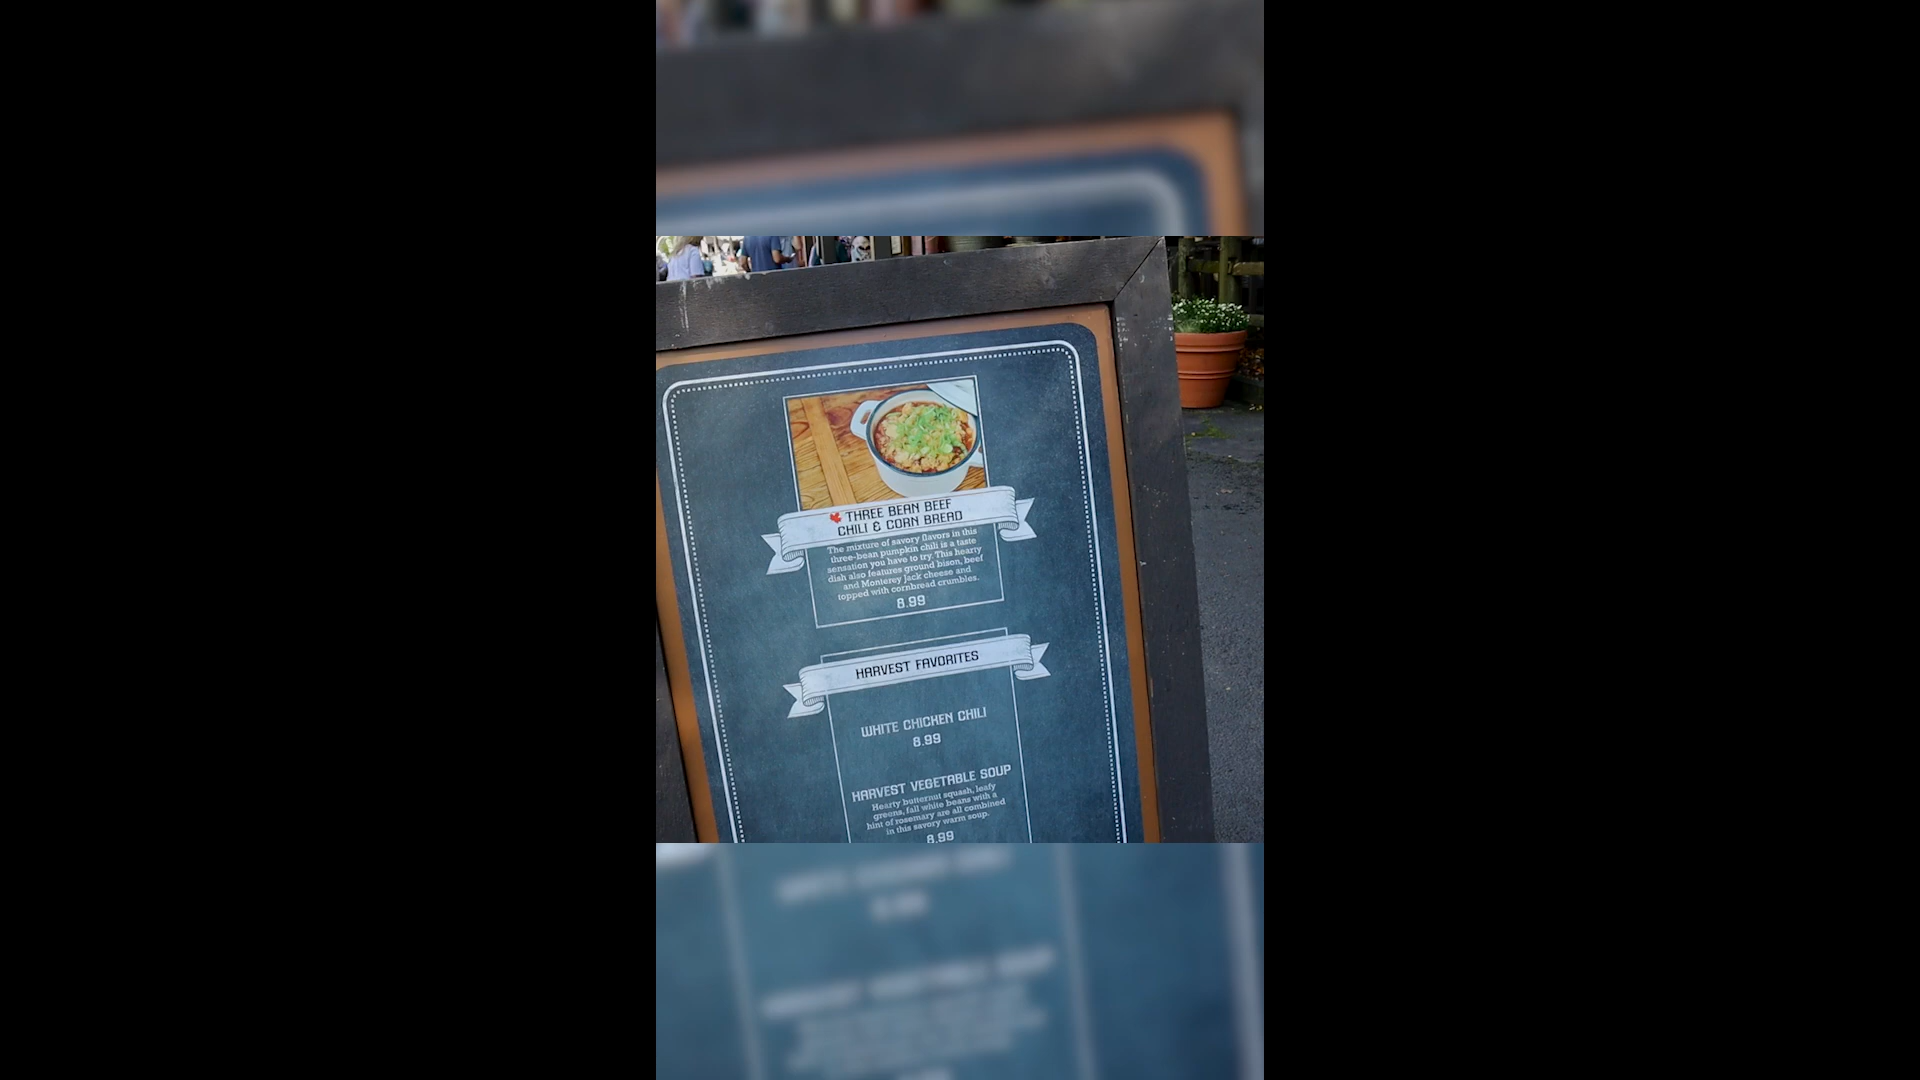 THREE BEAN BEEF
CHILI & CORN BREAD
The mixture of savory flavors in this
three-bean pumpkin chili is a taste
sensation you have to try. This hearty
dish also features ground bison, beef
and Monterey Jack cheese and
topped with cornbread crumbles.
8.99
HARVEST FAVORITES
WHITE CHICKEN CHILI
8.99
HARVEST VEGETABLE SOUP
Hearty butternut squash, leafy
greens, fall white beans with a
hint of rosemary are all combined
in this savory warm soup.
8.99